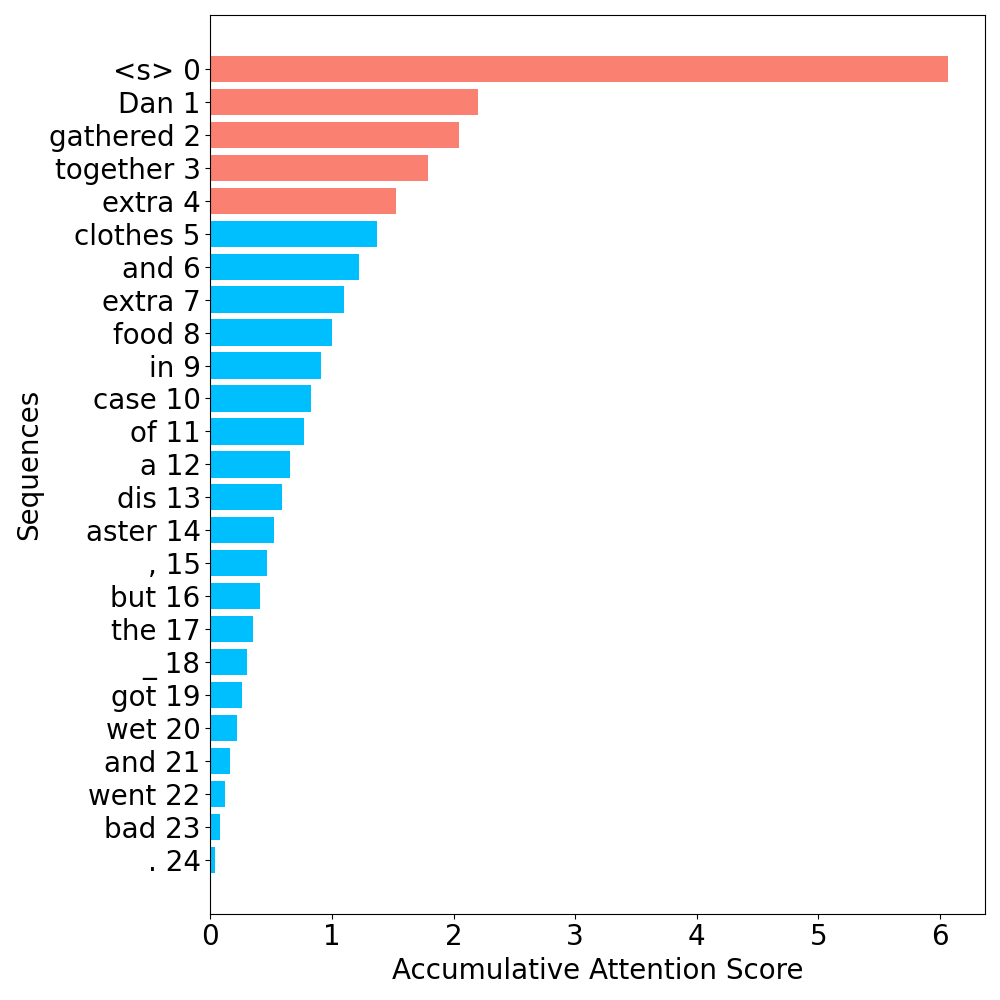 <s> 0
Dan 1
gathered 2
together 3
extra 4
clothes 5
and 6
extra 7
food 8
in 9
case 10
of 11
a 12
dis 13
aster 14
, 15
but 16
the 17
_ 18
got 19
wet 20
and 21
went 22
bad 23
. 24
Sequences
0 1 2 3 4 5 6
Accumulative Attention Score